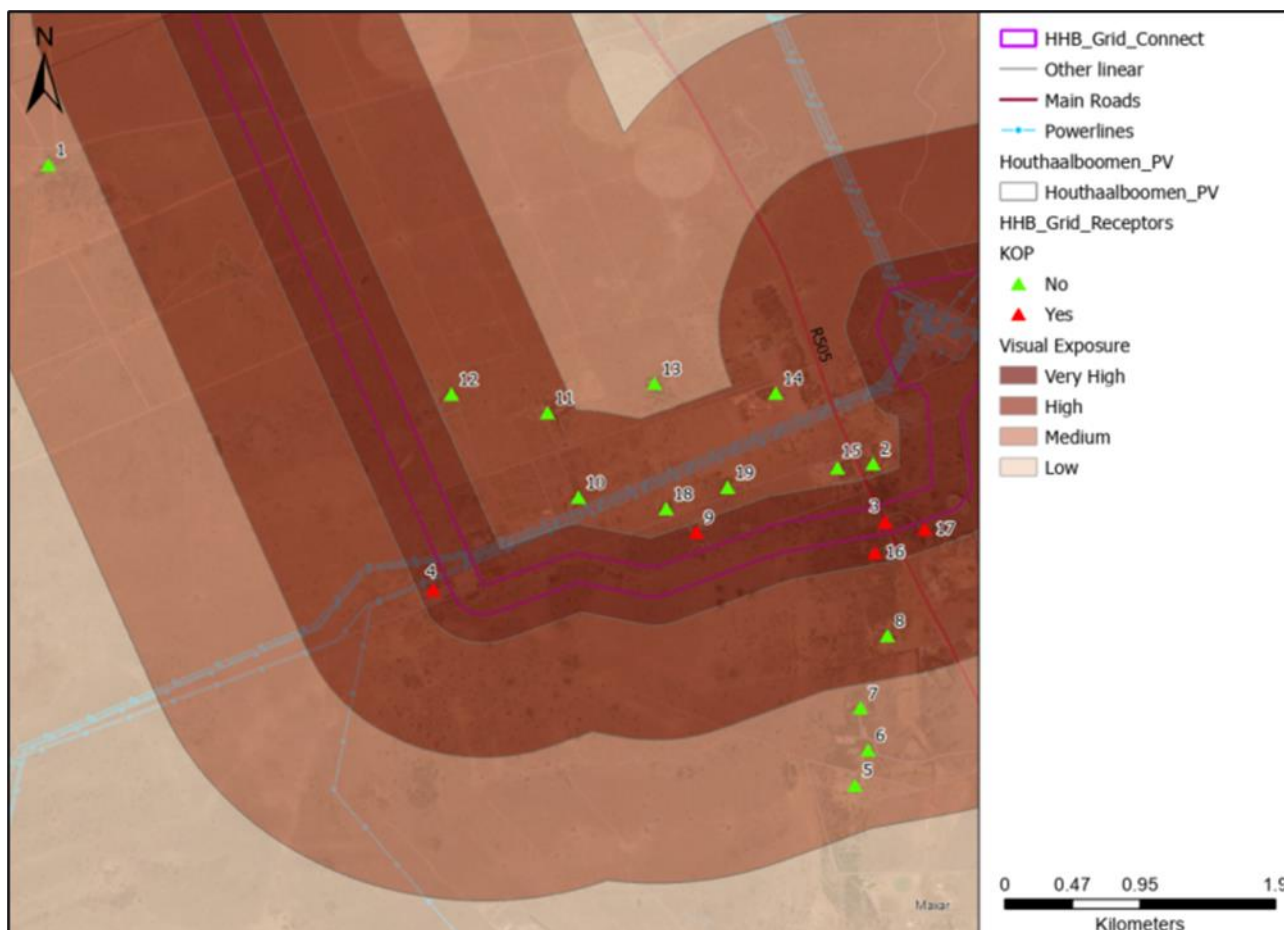 N
1
12
11
13
14
R505
10
18
19
15
2
9
3
17
16
4
8
7
6
5
Maxar
HHB_Grid_Connect
Other linear
Main Roads
Powerlines
Houthaalboomen_PV
Houthaalboomen_PV
HHB_Grid_Receptors
KOP
No
Yes
Visual Exposure
Very High
High
Medium
Low
0 0.47 0.95 1.9
Kilometers